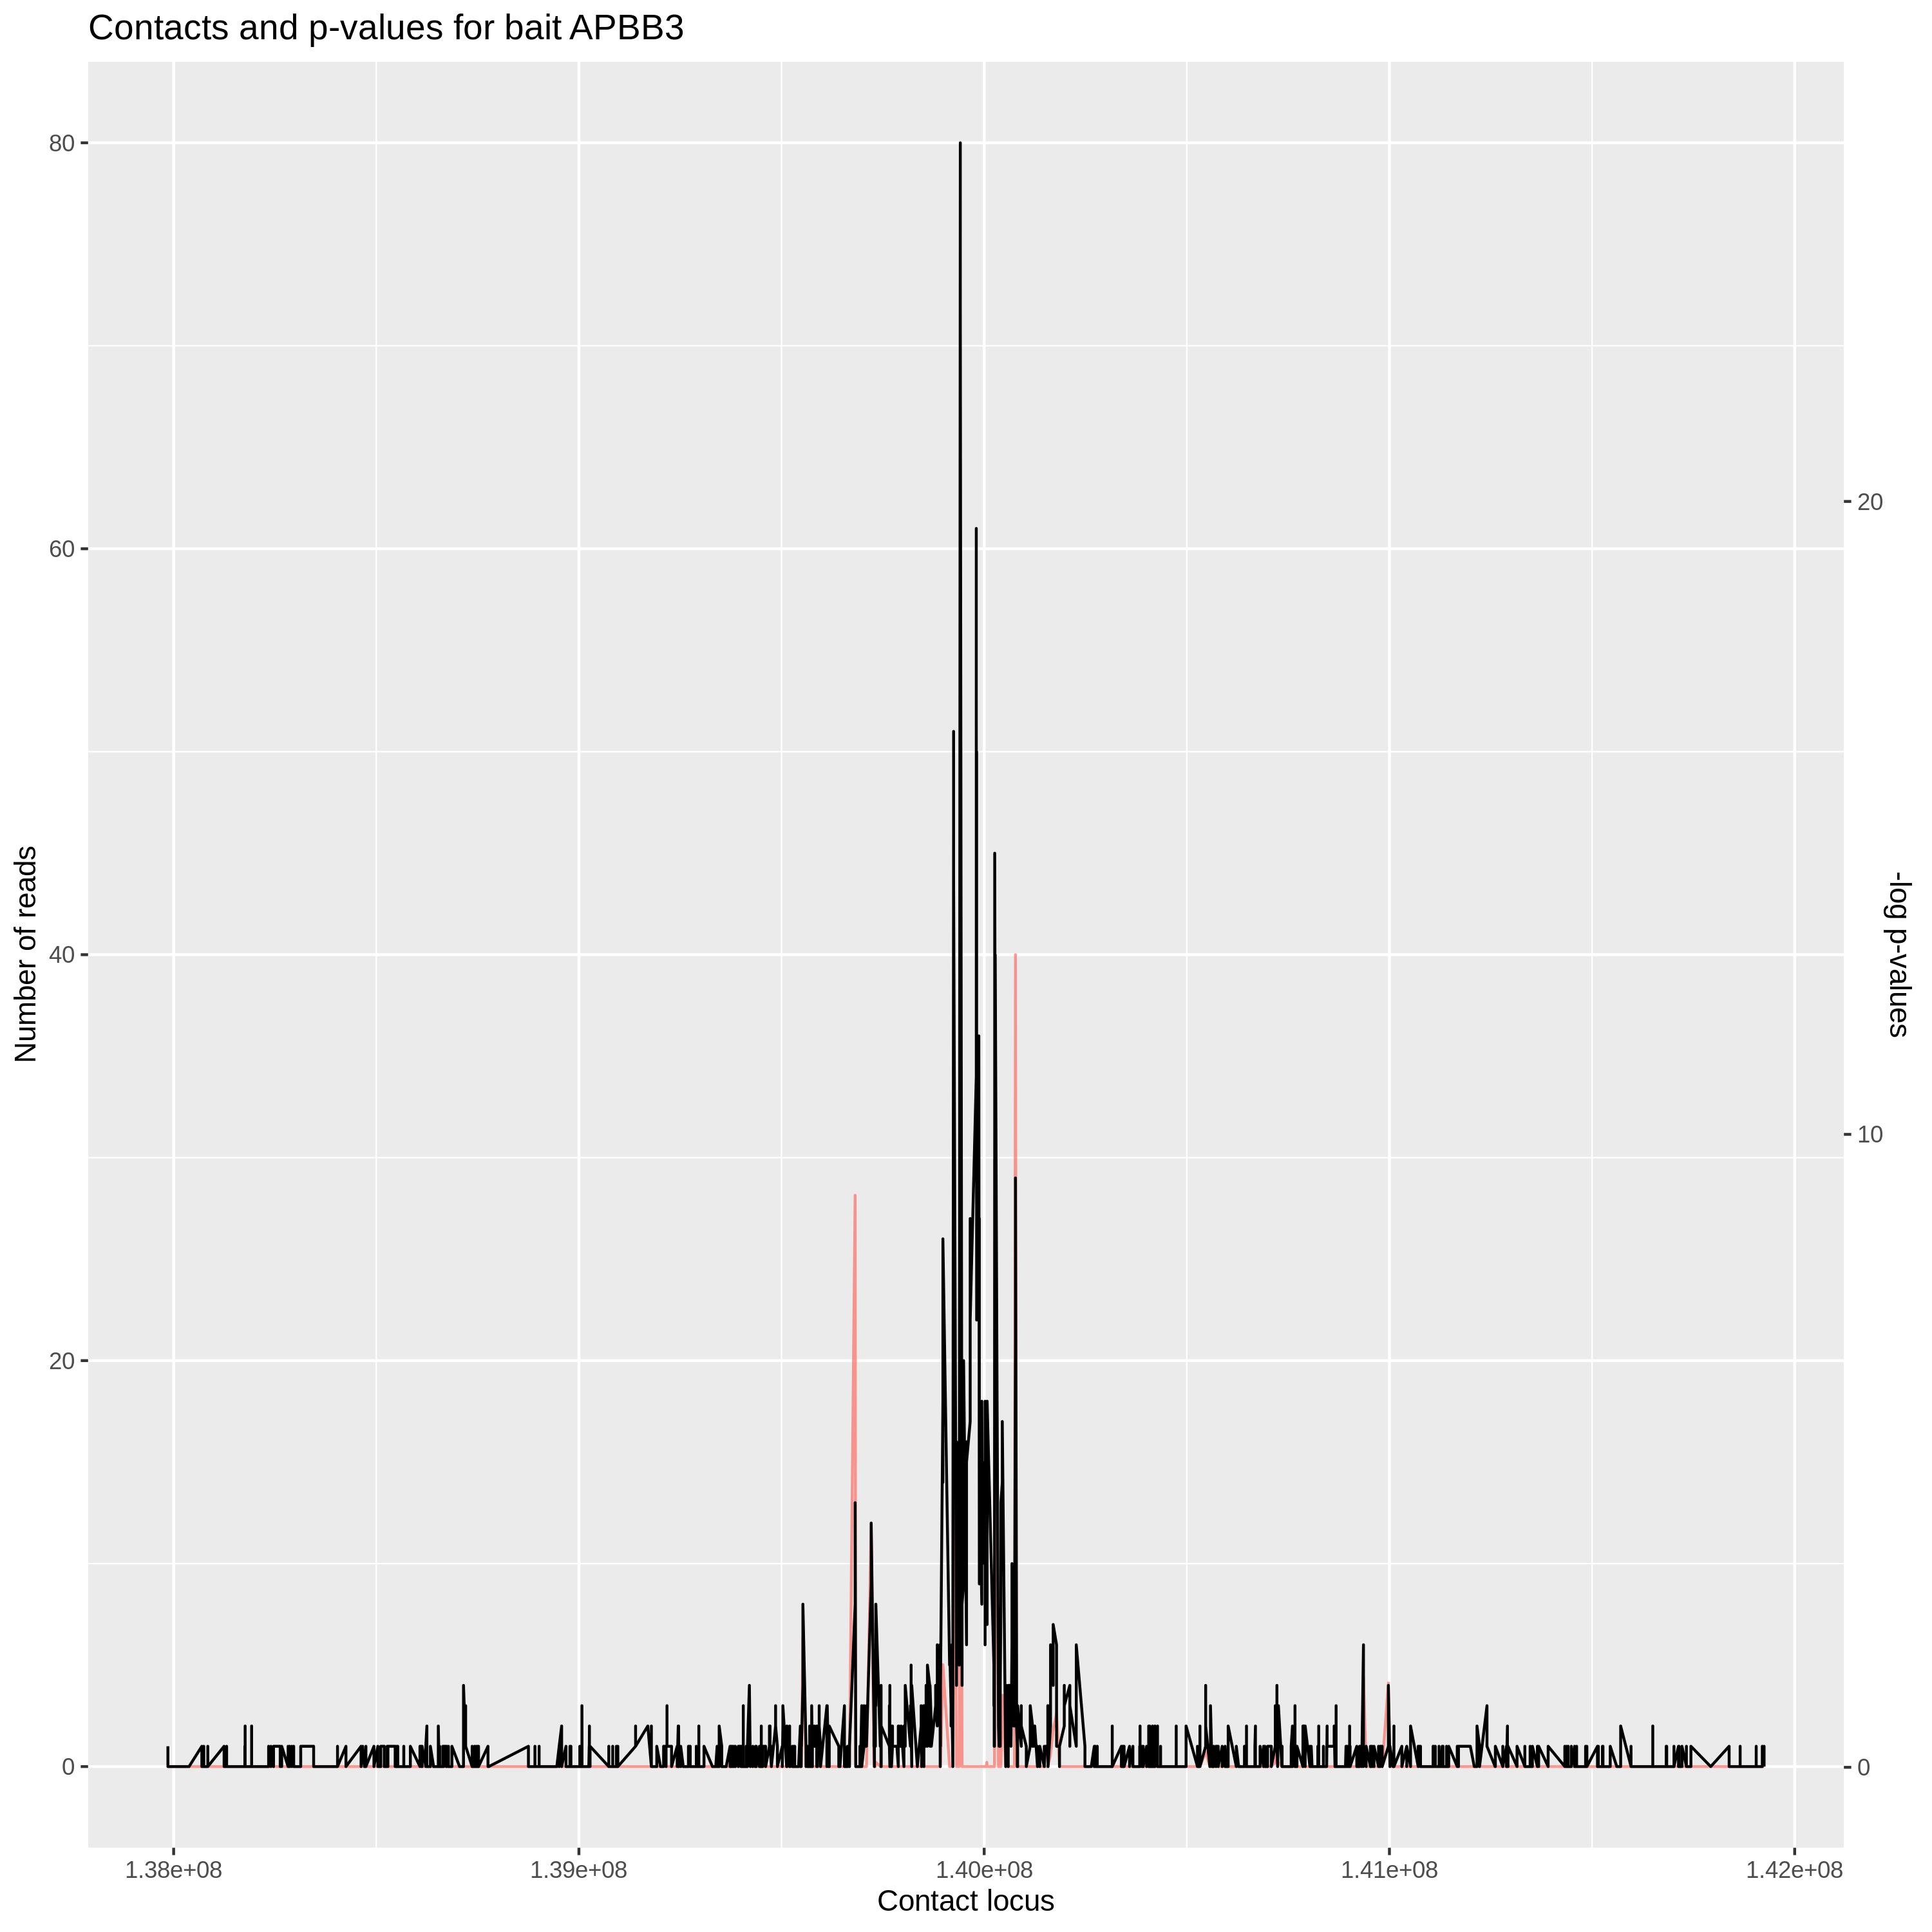 Contacts and p-values for bait APBB3
80
60
40
20
0
Number of reads
20
10
0
-log p-values
1.38e+08
1.39e+08
1.40e+08
1.41e+08
1.42e+08
Contact locus